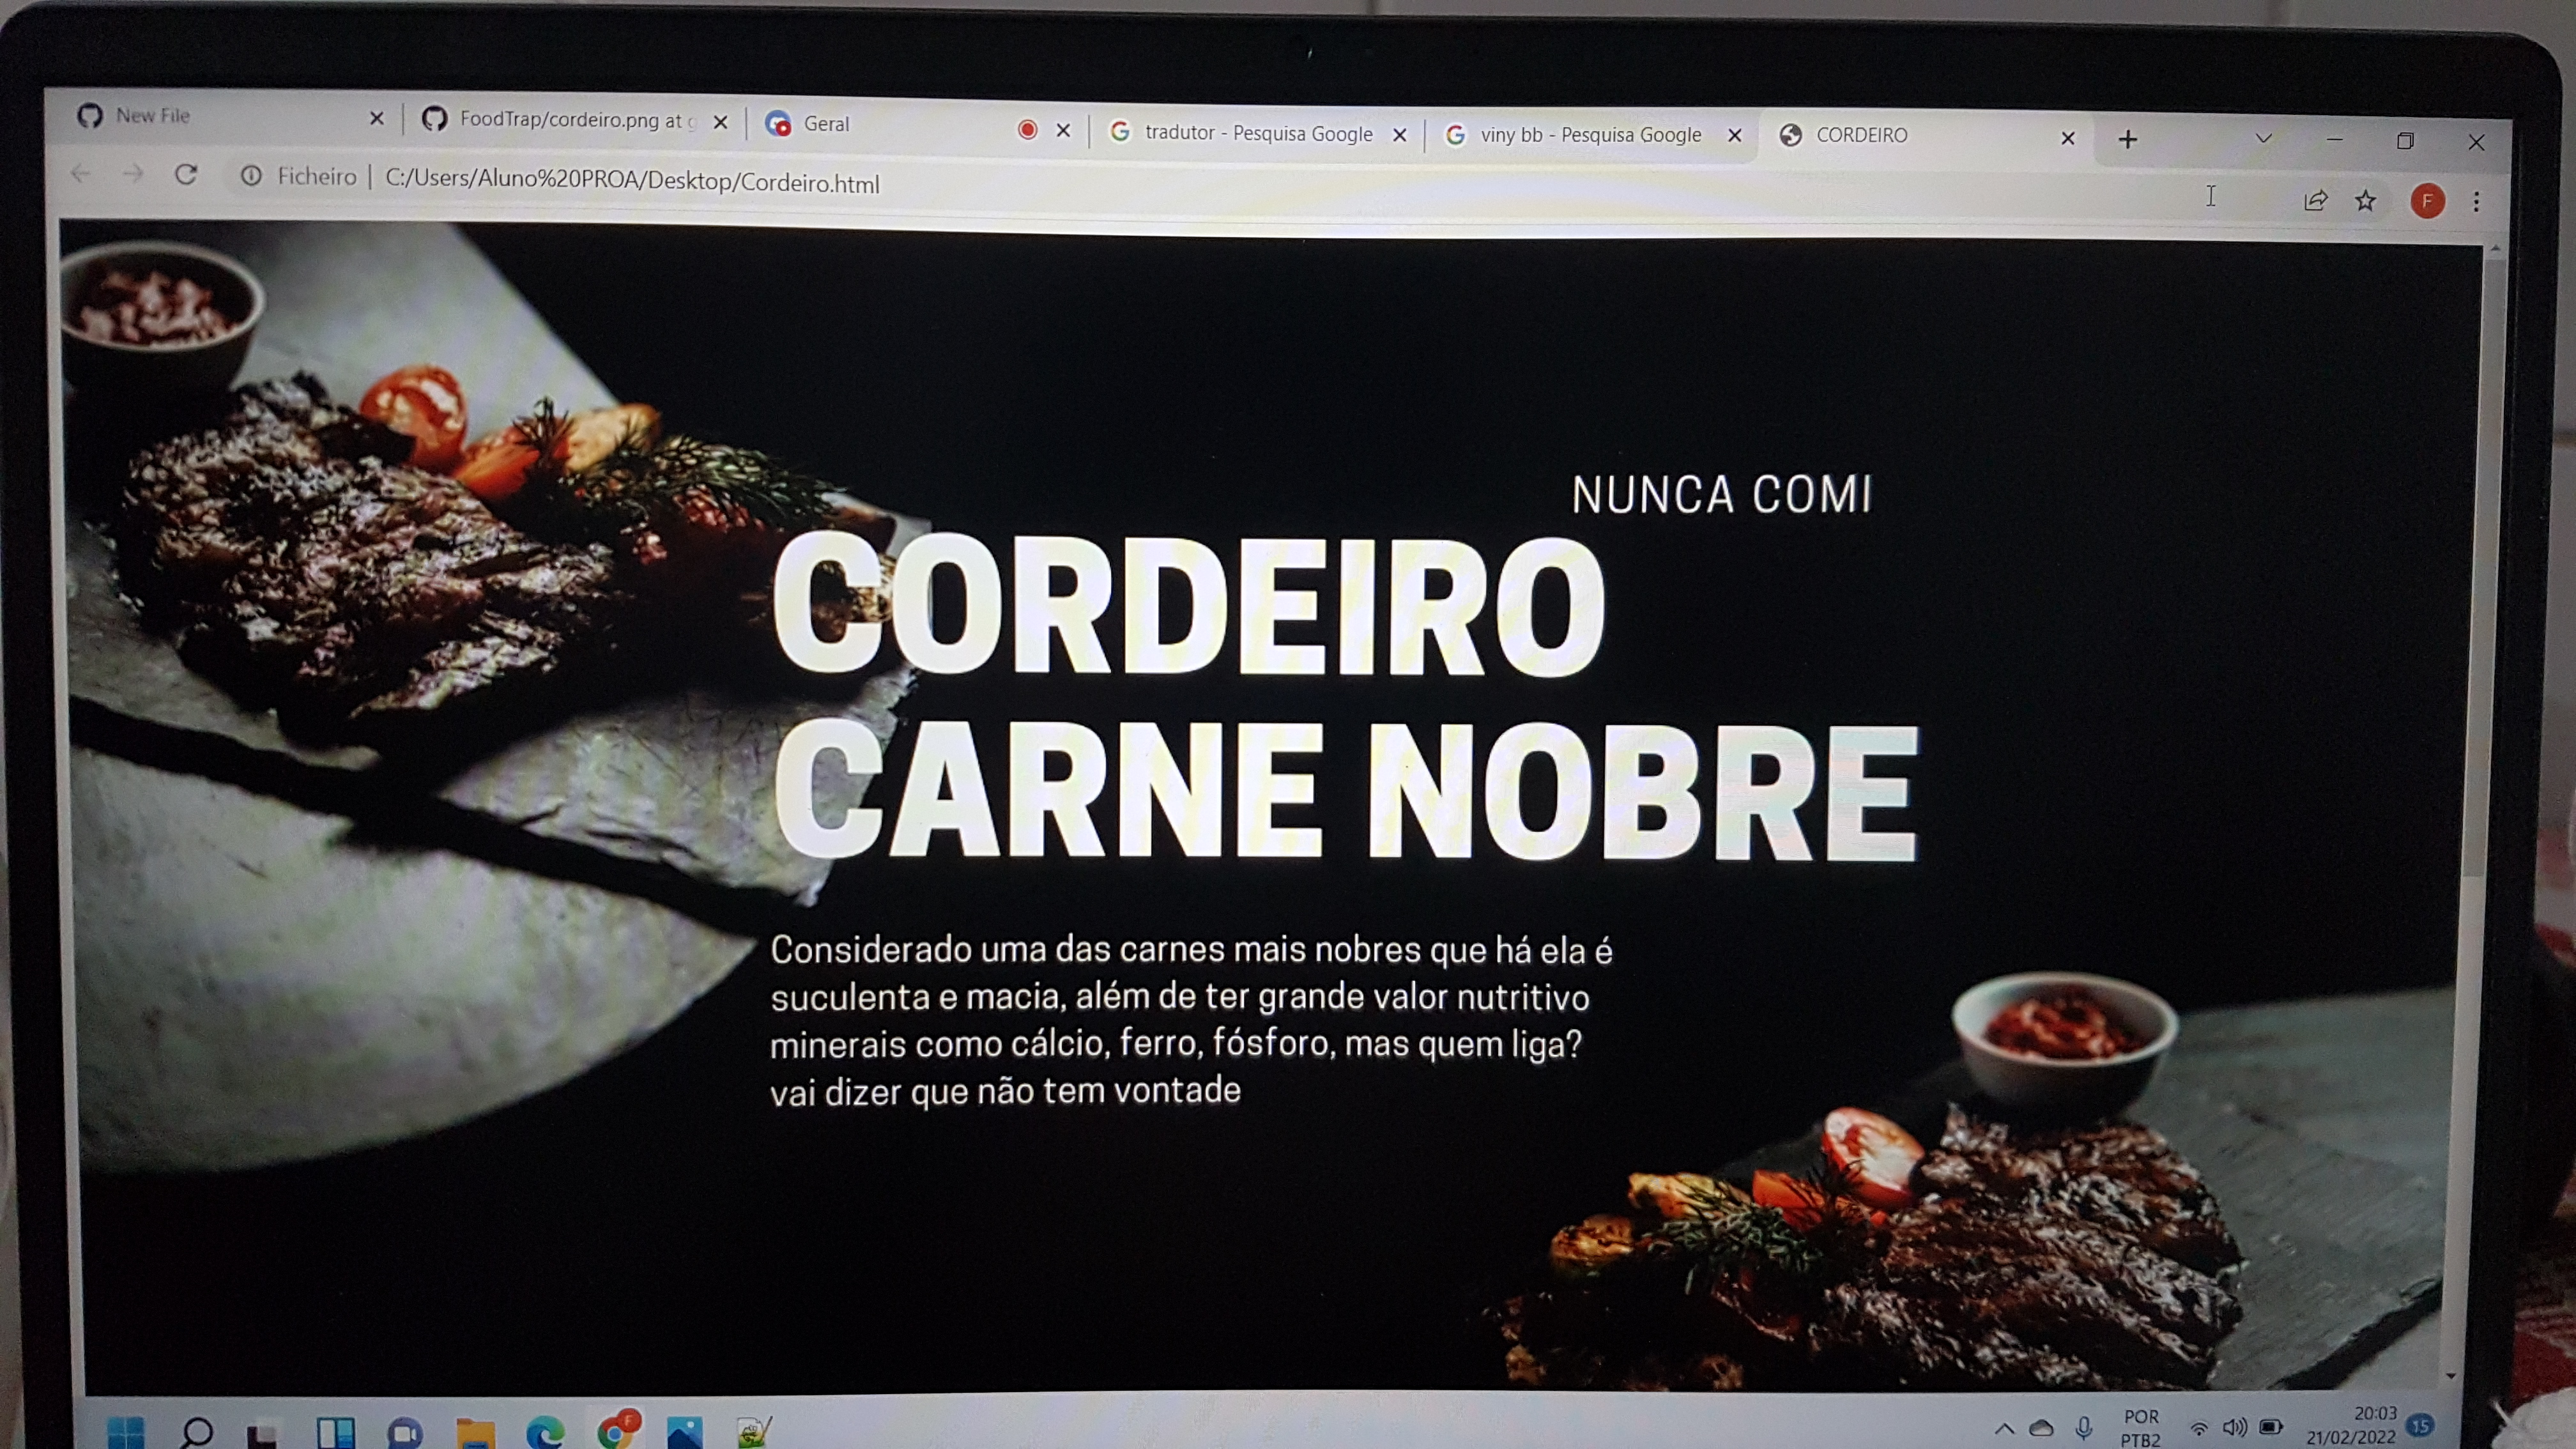 New File
FoodTrap/cordeiro.png at g
Geral
tradutor - Pesquisa Google
viny bb - Pesquisa Google
CORDEIRO
Ficheiro | C:/Users/Aluno%20PROA/Desktop/Cordeiro.html
F
NUNCA COMI
CORDEIRO
CARNE NOBRE
Considerado uma das carnes mais nobres que há ela é
suculenta e macia, além de ter grande valor nutritivo
minerais como cálcio, ferro, fósforo, mas quem liga?
vai dizer que não tem vontade
F
POR
PTB2
20:03
21/02/2022
15